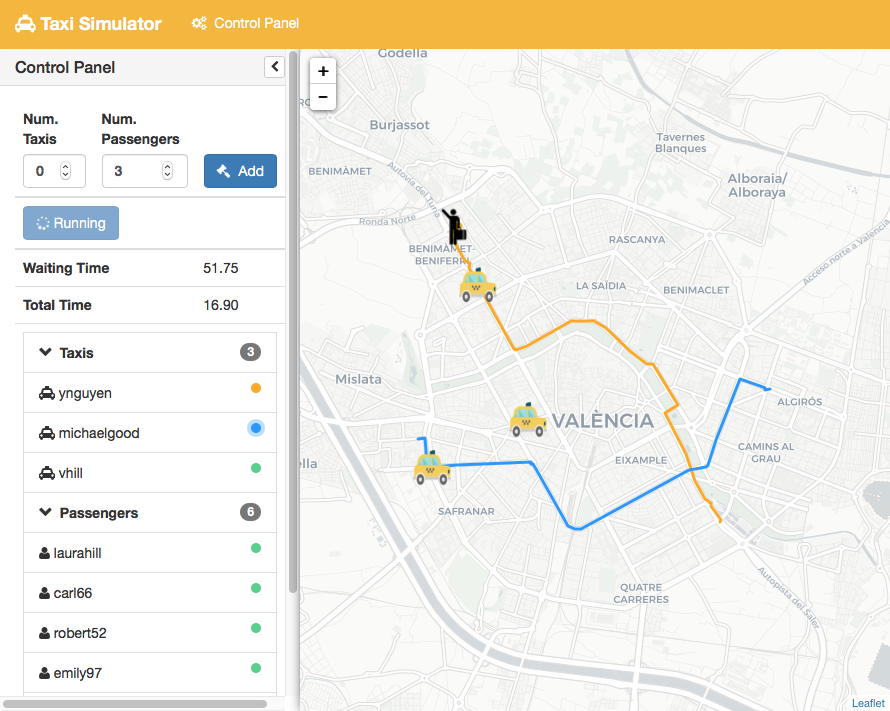 Taxi Simulator
Control Panel
Control Panel
Num. Taxis
Num. Passengers
0
3
Add
Running
Waiting Time 51.75
Total Time 16.90
Taxis 3
ynguyen
michaelgood
vhill
Passengers 6
laurahill
carl66
robert52
emily97
+
−
Godella
Burjassot
Tavernes
Blanques
BENIMÀMET
Autovia del Turia
Alboraia/
Alboraya
Ronda Norte
BENIMÀMET-
BENIFERRI
RASCANYA
Acceso norte a València
LA SAÏDIA
BENIMACLET
Mislata
ALGIRÓS
VALÈNCIA
CAMINS AL
GRAU
EIXAMPLE
SAFRANAR
QUATRE
CARRERES
Autopista del Saler
Leaflet